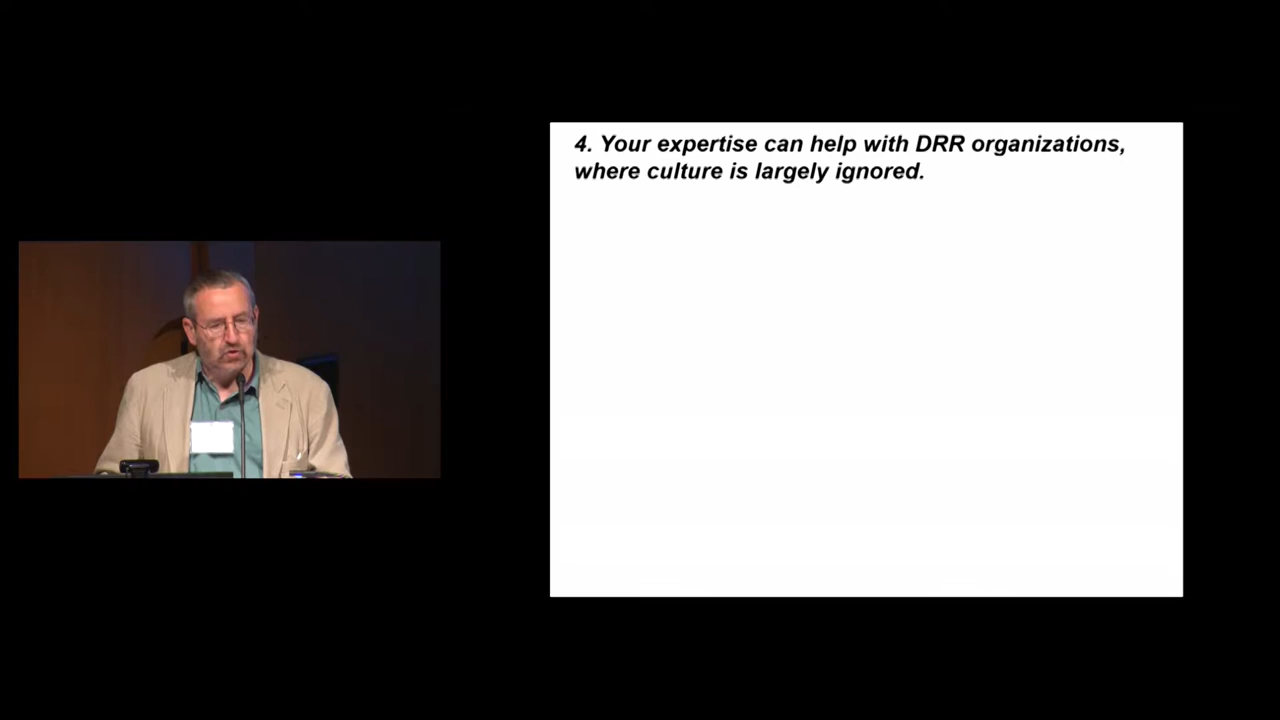 4. Your expertise can help with DRR organizations,
where culture is largely ignored.